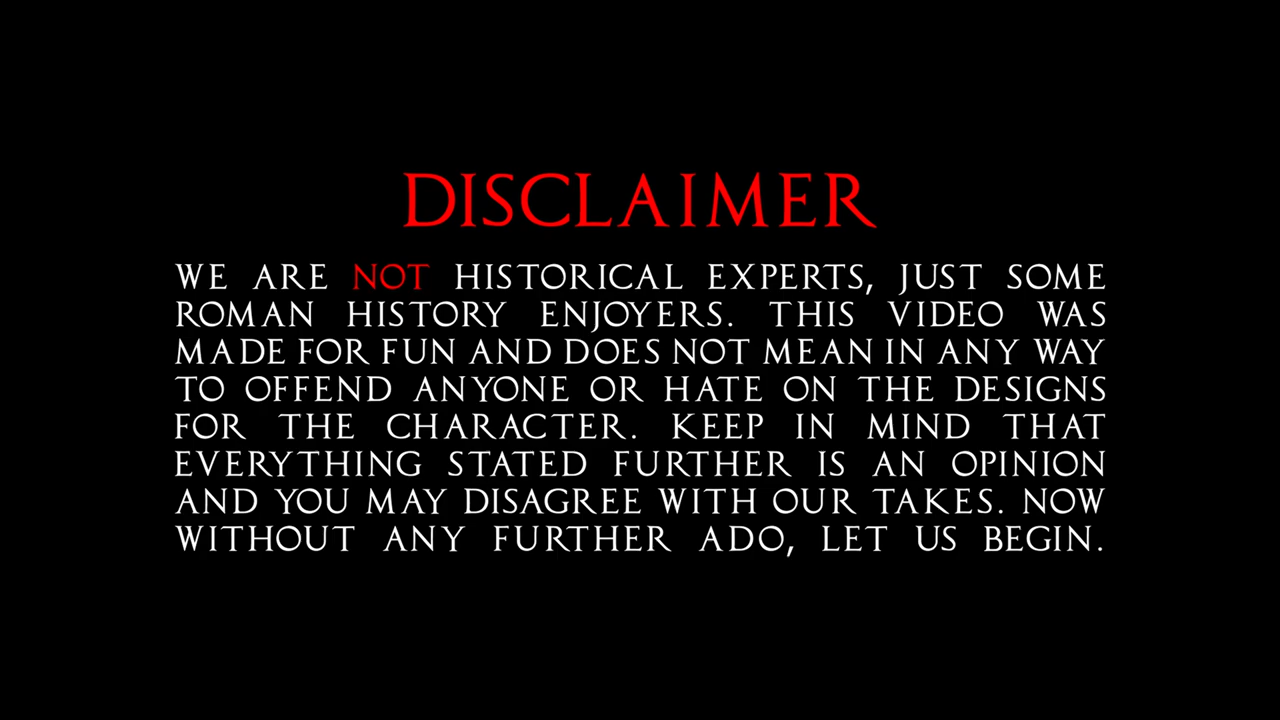 DISCLAIMER
WE ARE NOT HISTORICAL EXPERTS, JUST SOME
ROMAN HISTORY ENJOYERS. THIS VIDEO WAS
MADE FOR FUN AND DOES NOT MEAN IN ANY WAY
TO OFFEND ANYONE OR HATE ON THE DESIGNS
FOR THE CHARACTER. KEEP IN MIND THAT
EVERYTHING STATED FURTHER IS AN OPINION
AND YOU MAY DISAGREE WITH OUR TAKES. NOW
WITHOUT ANY FURTHER ADO, LET US BEGIN.